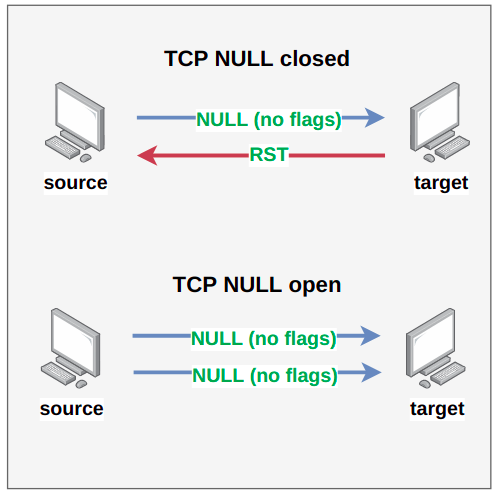 TCP NULL closed
NULL (no flags)
RST
source
target
TCP NULL open
NULL (no flags)
NULL (no flags)
source
target